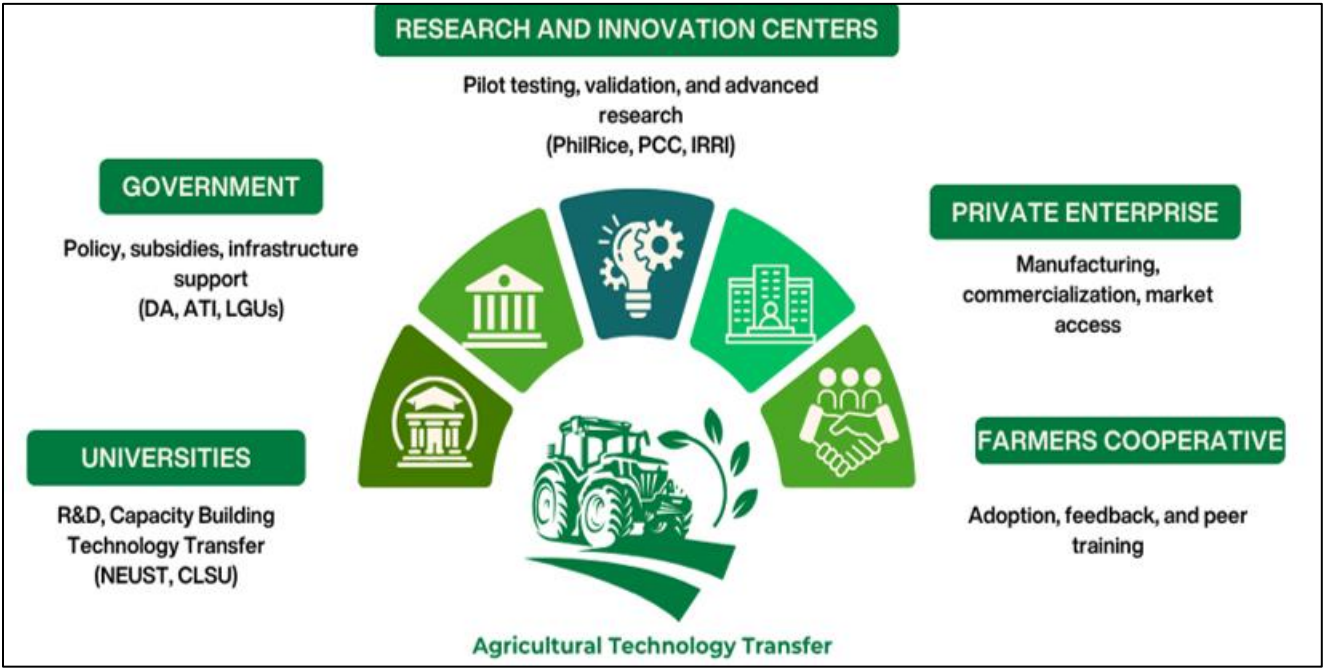 RESEARCH AND INNOVATION CENTERS
Pilot testing, validation, and advanced
research
(PhilRice, PCC, IRRI)
GOVERNMENT
Policy, subsidies, infrastructure
support
(DA, ATI, LGUs)
PRIVATE ENTERPRISE
Manufacturing,
commercialization, market
access
UNIVERSITIES
R&D, Capacity Building
Technology Transfer
(NEUST, CLSU)
FARMERS COOPERATIVE
Adoption, feedback, and peer
training
Agricultural Technology Transfer